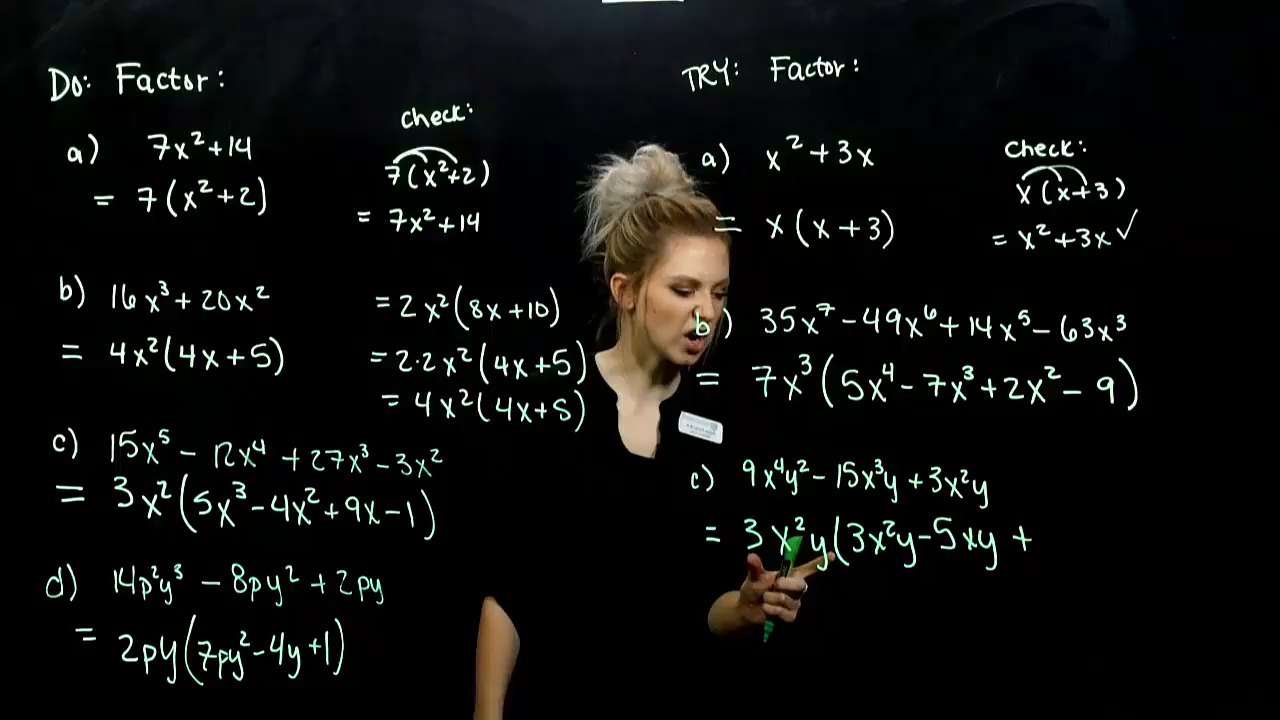 Do: Factor:
a) 7x²+14
= 7(x²+2)
check:
7(x²+2)
= 7x²+14
b) 16x³+20x²
= 4x²(4x+5)
=2x²(8x+10)
=2·2x²(4x+5)
=4x²(4x+5)
c) 15x⁵ - 12x⁴ + 27x³ - 3x²
= 3x²(5x³-4x²+9x-1)
d) 14p²y³ - 8py² + 2py
= 2py(7py²-4y+1)
TRY: Factor:
a) x²+3x
= x(x+3)
check:
x(x+3)
= x²+3x ✓
b) 35x⁷-49x⁶+14x⁵-63x³
= 7x³(5x⁴-7x³+2x²-9)
c) 9x⁴y²-15x³y+3x²y
= 3x²y(3x²y-5xy+